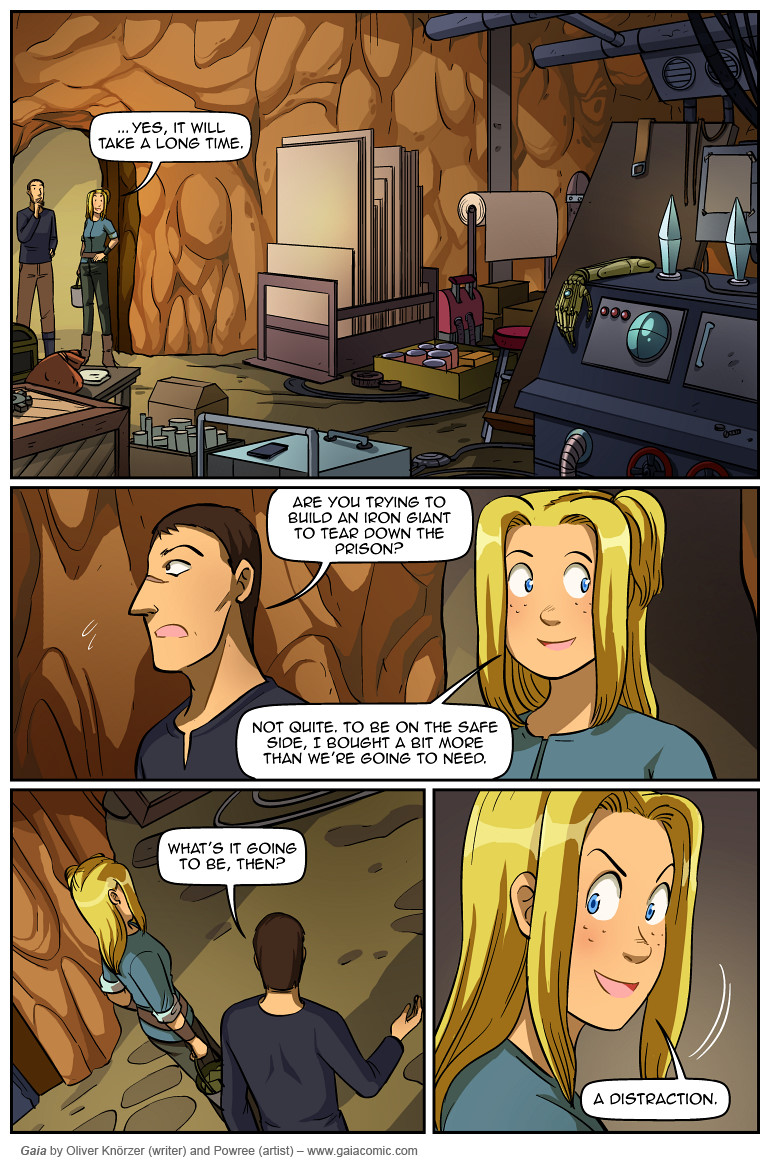 ...YES, IT WILL
TAKE A LONG TIME.
ARE YOU TRYING TO
BUILD AN IRON GIANT
TO TEAR DOWN THE
PRISON?
NOT QUITE. TO BE ON THE SAFE
SIDE, I BOUGHT A BIT MORE
THAN WE'RE GOING TO NEED.
WHAT'S IT GOING
TO BE, THEN?
A DISTRACTION.
Gaia by Oliver Knörzer (writer) and Powree (artist) – www.gaiacomic.com